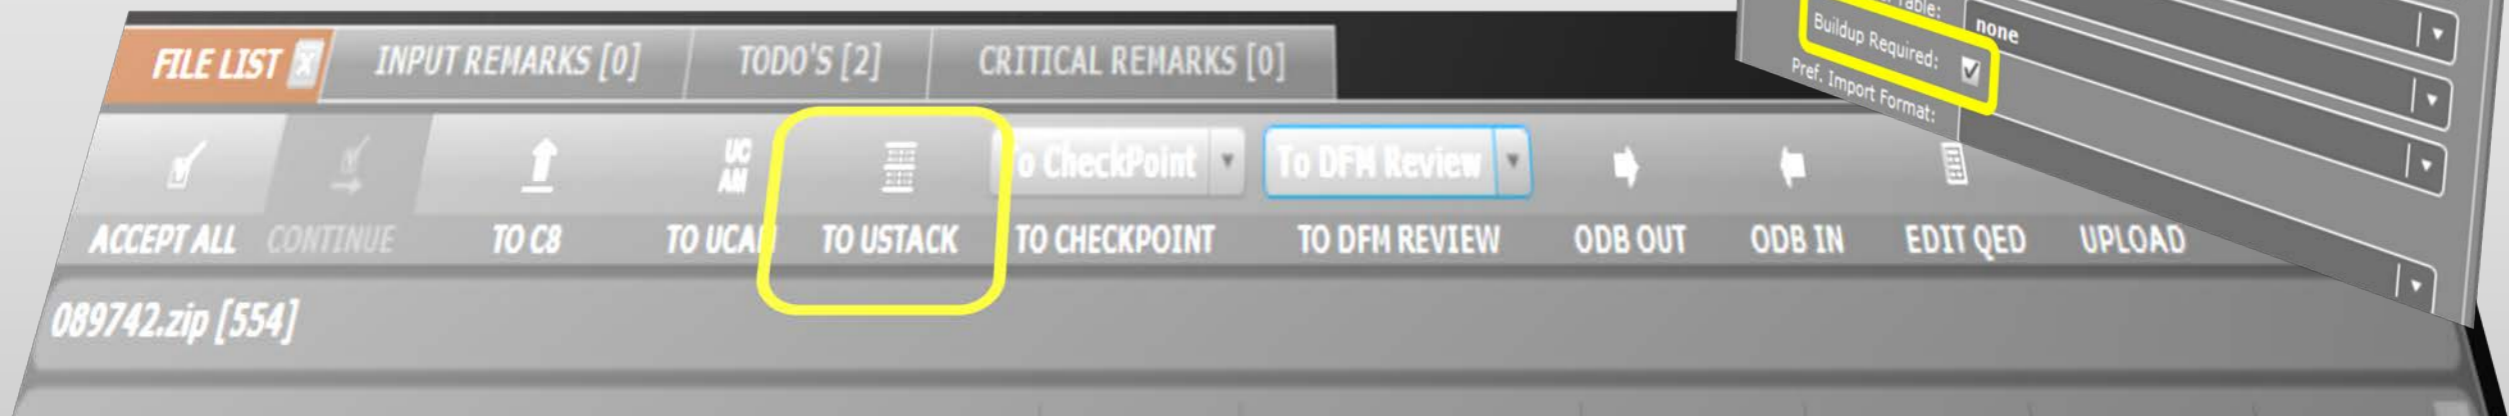 FILE LIST INPUT REMARKS [0] TODO'S [2] CRITICAL REMARKS [0]
Table:
none
Buildup Required:
Pref. Import Format:
UC
AM
To CheckPoint To DFM Review
ACCEPT ALL CONTINUE TO C8 TO UCAM TO USTACK TO CHECKPOINT TO DFM REVIEW ODB OUT ODB IN EDIT QED UPLOAD
089742.zip [554]